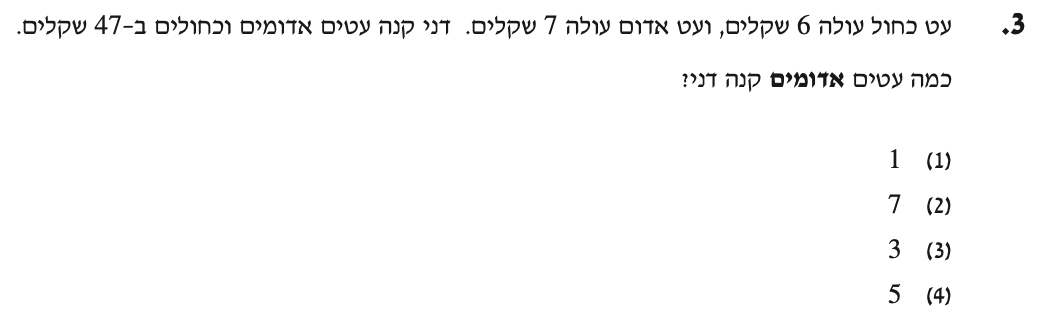 3. עט כחול עולה 6 שקלים, ועט אדום עולה 7 שקלים. דני קנה עטים אדומים וכחולים ב-47 שקלים.
כמה עטים אדומים קנה דני?
(1) 1
(2) 7
(3) 3
(4) 5